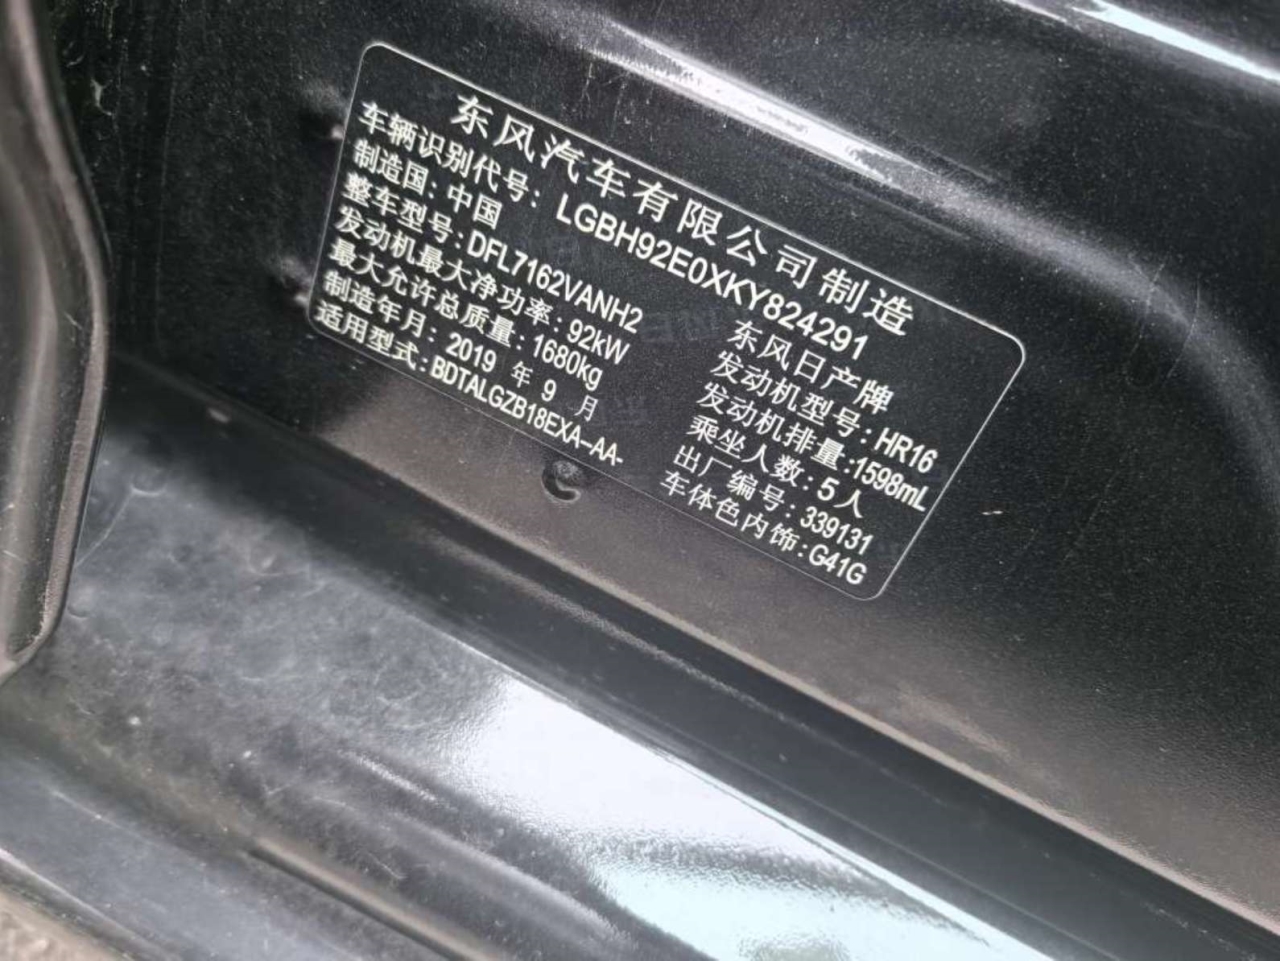 东风汽车有限公司制造
车辆识别代号: LGBH92E0XKY824291
制造国: 中国 东风日产牌
整车型号: DFL7162VANH2 发动机型号: HR16
发动机最大净功率: 92kW 发动机排量: 1598mL
最大允许总质量: 1680kg 乘坐人数: 5人
制造年月: 2019 年 9 月 出厂编号: 339131
适用型式: BDTALGZB18EXA-AA- 车体色内饰: G41G